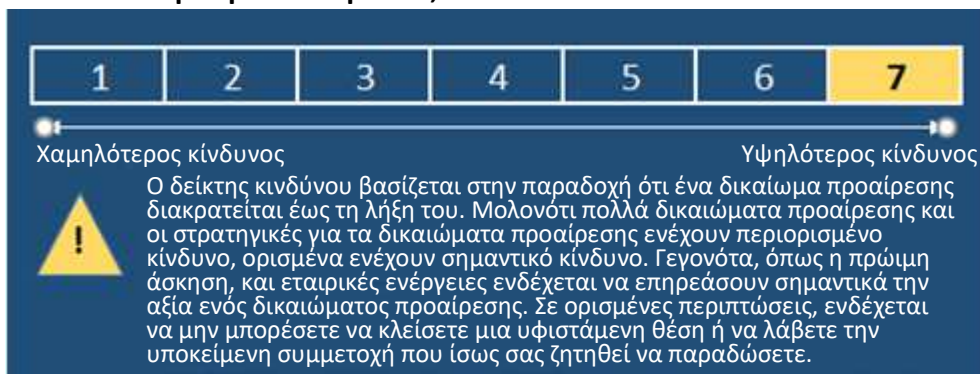 1 2 3 4 5 6 7
Χαμηλότερος κίνδυνος Υψηλότερος κίνδυνος
Ο δείκτης κινδύνου βασίζεται στην παραδοχή ότι ένα δικαίωμα προαίρεσης
διακρατείται έως τη λήξη του. Μολονότι πολλά δικαιώματα προαίρεσης και
οι στρατηγικές για τα δικαιώματα προαίρεσης ενέχουν περιορισμένο
κίνδυνο, ορισμένα ενέχουν σημαντικό κίνδυνο. Γεγονότα, όπως η πρώιμη
άσκηση, και εταιρικές ενέργειες ενδέχεται να επηρεάσουν σημαντικά την
αξία ενός δικαιώματος προαίρεσης. Σε ορισμένες περιπτώσεις, ενδέχεται
να μην μπορέσετε να κλείσετε μια υφιστάμενη θέση ή να λάβετε την
υποκείμενη συμμετοχή που ίσως σας ζητηθεί να παραδώσετε.